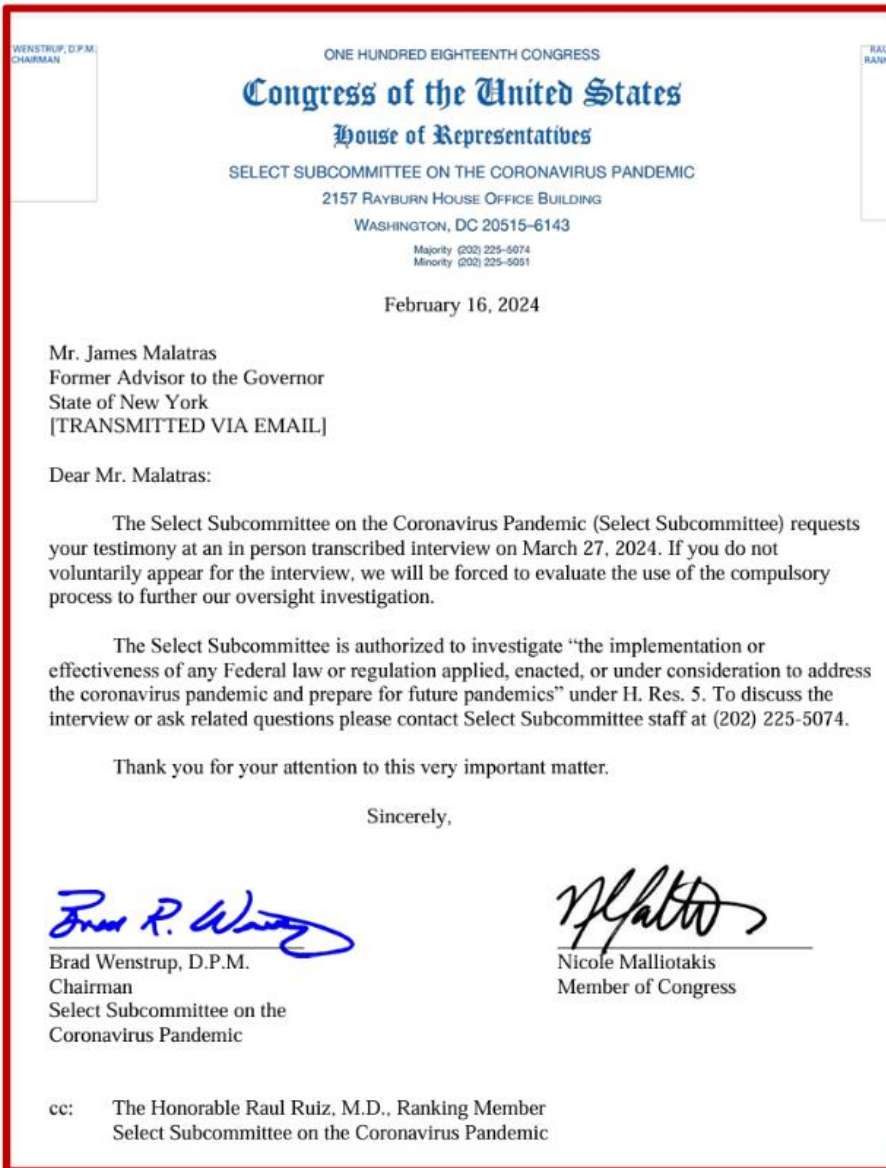 WENSTRUP, D.P.M.
CHAIRMAN
ONE HUNDRED EIGHTEENTH CONGRESS
Congress of the United States
House of Representatives
SELECT SUBCOMMITTEE ON THE CORONAVIRUS PANDEMIC
2157 RAYBURN HOUSE OFFICE BUILDING
WASHINGTON, DC 20515–6143
Majority (202) 225–5074
Minority (202) 225–5051
February 16, 2024
Mr. James Malatras
Former Advisor to the Governor
State of New York
[TRANSMITTED VIA EMAIL]
Dear Mr. Malatras:
The Select Subcommittee on the Coronavirus Pandemic (Select Subcommittee) requests
your testimony at an in person transcribed interview on March 27, 2024. If you do not
voluntarily appear for the interview, we will be forced to evaluate the use of the compulsory
process to further our oversight investigation.
The Select Subcommittee is authorized to investigate “the implementation or
effectiveness of any Federal law or regulation applied, enacted, or under consideration to address
the coronavirus pandemic and prepare for future pandemics” under H. Res. 5. To discuss the
interview or ask related questions please contact Select Subcommittee staff at (202) 225-5074.
Thank you for your attention to this very important matter.
Sincerely,
Brad Wenstrup, D.P.M.
Chairman
Select Subcommittee on the
Coronavirus Pandemic
Nicole Malliotakis
Member of Congress
cc: The Honorable Raul Ruiz, M.D., Ranking Member
Select Subcommittee on the Coronavirus Pandemic